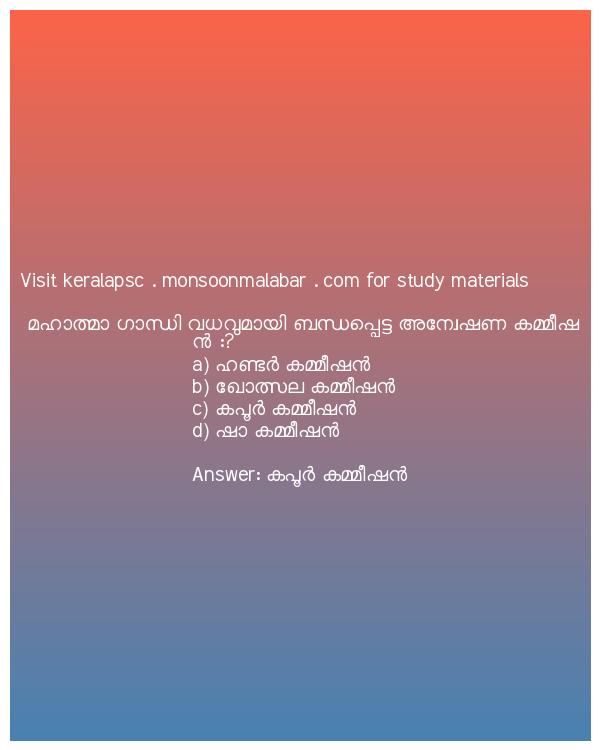 Visit keralapsc . monsoonmalabar . com for study materials
മഹാത്മാ ഗാന്ധി വധവുമായി ബന്ധപ്പെട്ട അന്വേഷണ കമ്മീഷ
ൻ :?
a) ഹണ്ടർ കമ്മീഷൻ
b) ഖോത്സല കമ്മീഷൻ
c) കപൂർ കമ്മീഷൻ
d) ഷാ കമ്മീഷൻ
Answer: കപൂർ കമ്മീഷൻ